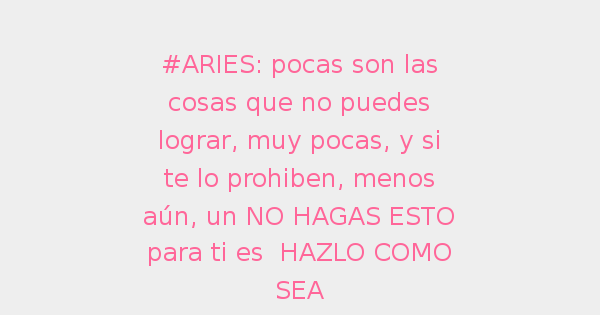 #ARIES: pocas son las
cosas que no puedes
lograr, muy pocas, y si
te lo prohiben, menos
aún, un NO HAGAS ESTO
para ti es  HAZLO COMO
SEA